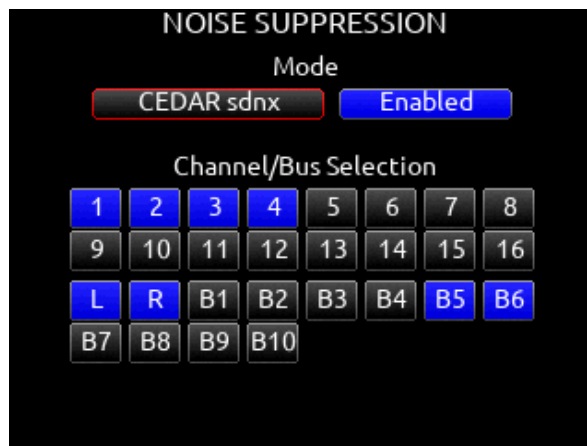 NOISE SUPPRESSION
Mode
CEDAR sdnx Enabled
Channel/Bus Selection
1 2 3 4 5 6 7 8
9 10 11 12 13 14 15 16
L R B1 B2 B3 B4 B5 B6
B7 B8 B9 B10